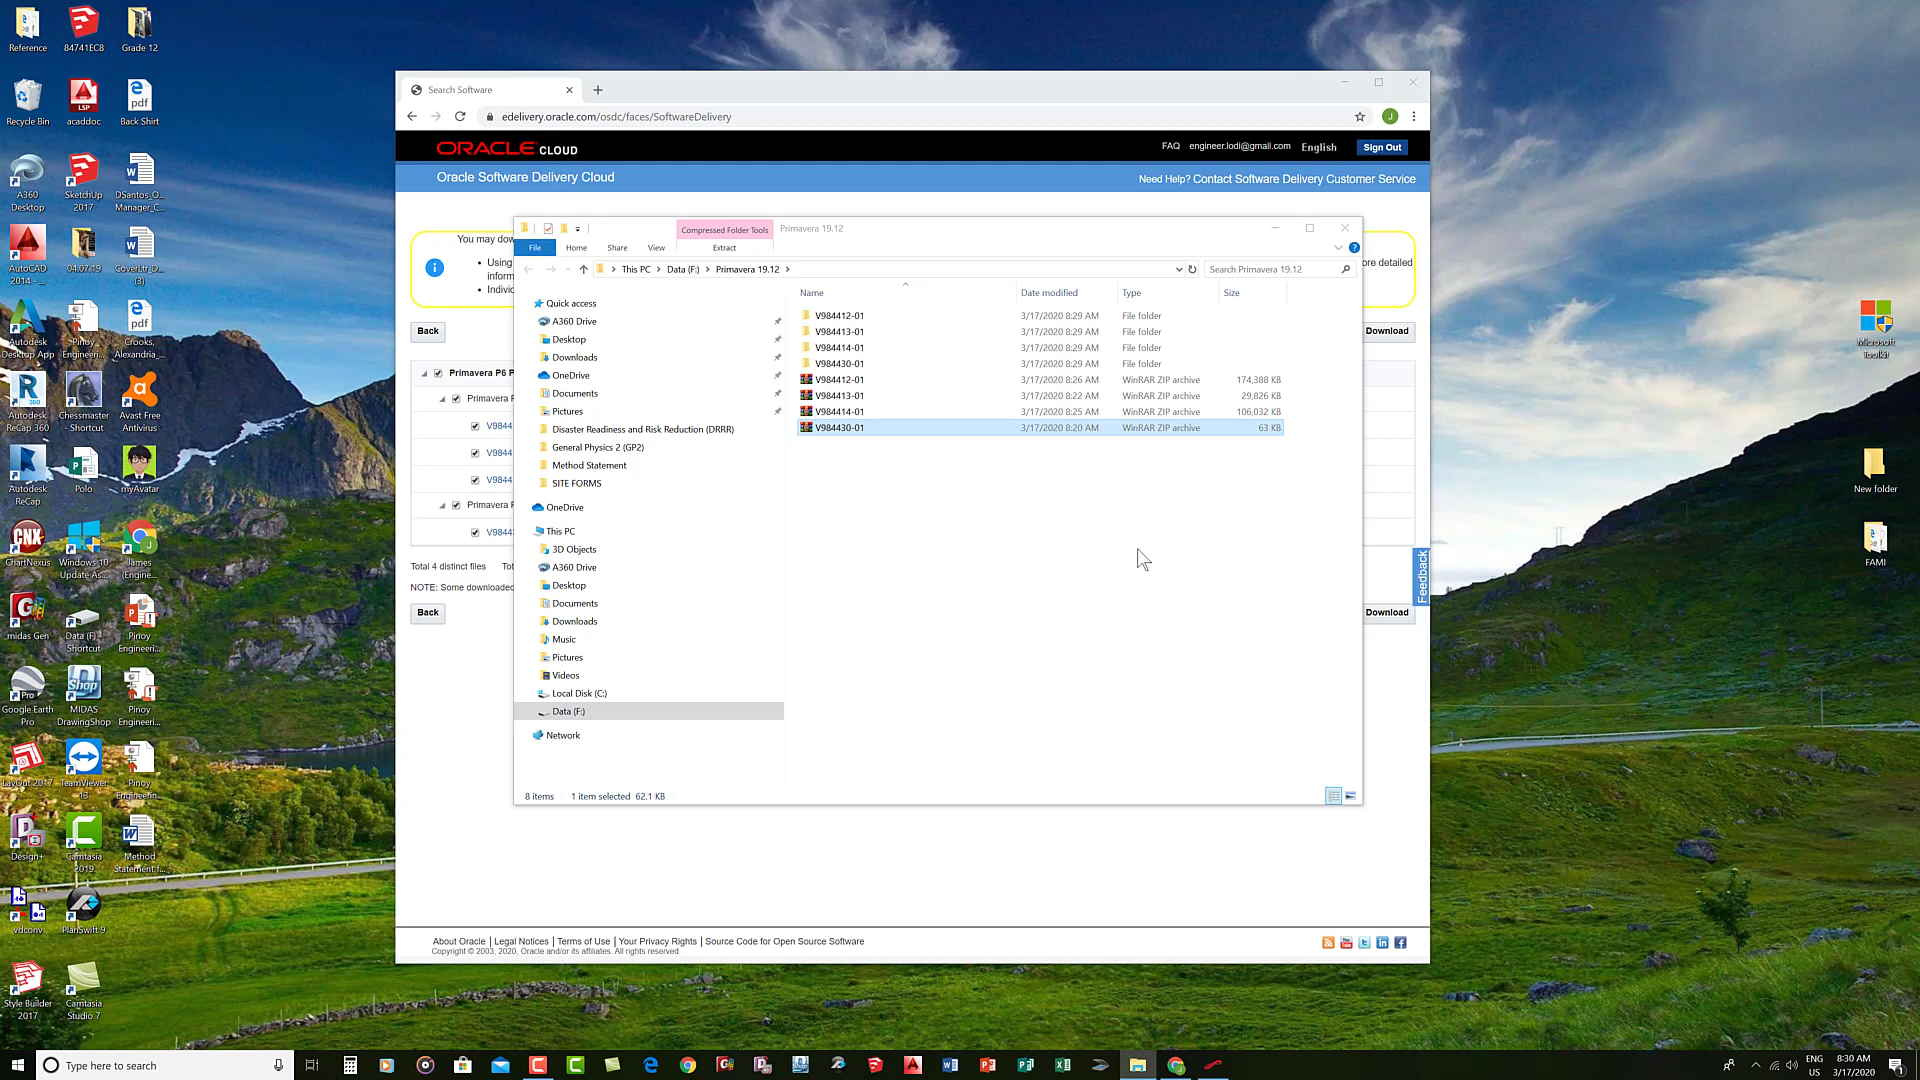 Reference
84741EC8
Grade 12
Recycle Bin
acaddoc
Back Shirt
A360 Desktop
SketchUp 2017
DSantos_O... Manager_C...
AutoCAD 2014 - ...
04.07.19
CoverLtr_D... (3)
Autodesk Desktop App
Pinoy Engineeri...
Crooks, Alexandria_...
Autodesk ReCap 360
Chessmaster - Shortcut
Avast Free Antivirus
Autodesk ReCap
Polo
myAvatar
ChartNexus
Windows 10 Update As...
James (Engine...
midas Gen
Data (F) - Shortcut
Pinoy Engineeri...
Google Earth Pro
MIDAS DrawingShop
Pinoy Engineeri...
LayOut 2017
TeamViewer 13
Pinoy Engineerin...
Design+
Camtasia 2019
Method Statement f...
vdconv
PlanSwift 9
Style Builder 2017
Camtasia Studio 7
Search Software
edelivery.oracle.com/osdc/faces/SoftwareDelivery
J
ORACLE CLOUD
FAQ engineer.lodi@gmail.com English Sign Out
Oracle Software Delivery Cloud
Need Help? Contact Software Delivery Customer Service
You may dow
Using
inform
Individ
ore detailed
Back
Download
Primavera P6 P
Primavera P
V9844
V9844
V9844
Primavera P
V9844
Total 4 distinct files Tot
NOTE: Some downloaded
Back
Download
Feedback
Compressed Folder Tools Primavera 19.12
File Home Share View Extract
This PC Data (F:) Primavera 19.12
Search Primavera 19.12
Name Date modified Type Size
V984412-01 3/17/2020 8:29 AM File folder
V984413-01 3/17/2020 8:29 AM File folder
V984414-01 3/17/2020 8:29 AM File folder
V984430-01 3/17/2020 8:29 AM File folder
V984412-01 3/17/2020 8:26 AM WinRAR ZIP archive 174,388 KB
V984413-01 3/17/2020 8:22 AM WinRAR ZIP archive 29,826 KB
V984414-01 3/17/2020 8:25 AM WinRAR ZIP archive 106,032 KB
V984430-01 3/17/2020 8:20 AM WinRAR ZIP archive 63 KB
Quick access
A360 Drive
Desktop
Downloads
OneDrive
Documents
Pictures
Disaster Readiness and Risk Reduction (DRRR)
General Physics 2 (GP2)
Method Statement
SITE FORMS
OneDrive
This PC
3D Objects
A360 Drive
Desktop
Documents
Downloads
Music
Pictures
Videos
Local Disk (C:)
Data (F:)
Network
8 items 1 item selected 62.1 KB
About Oracle | Legal Notices | Terms of Use | Your Privacy Rights | Source Code for Open Source Software
Copyright © 2003, 2020, Oracle and/or its affiliates. All rights reserved.
Microsoft Toolkit
New folder
FAMI
Type here to search
ENG
US
8:30 AM
3/17/2020